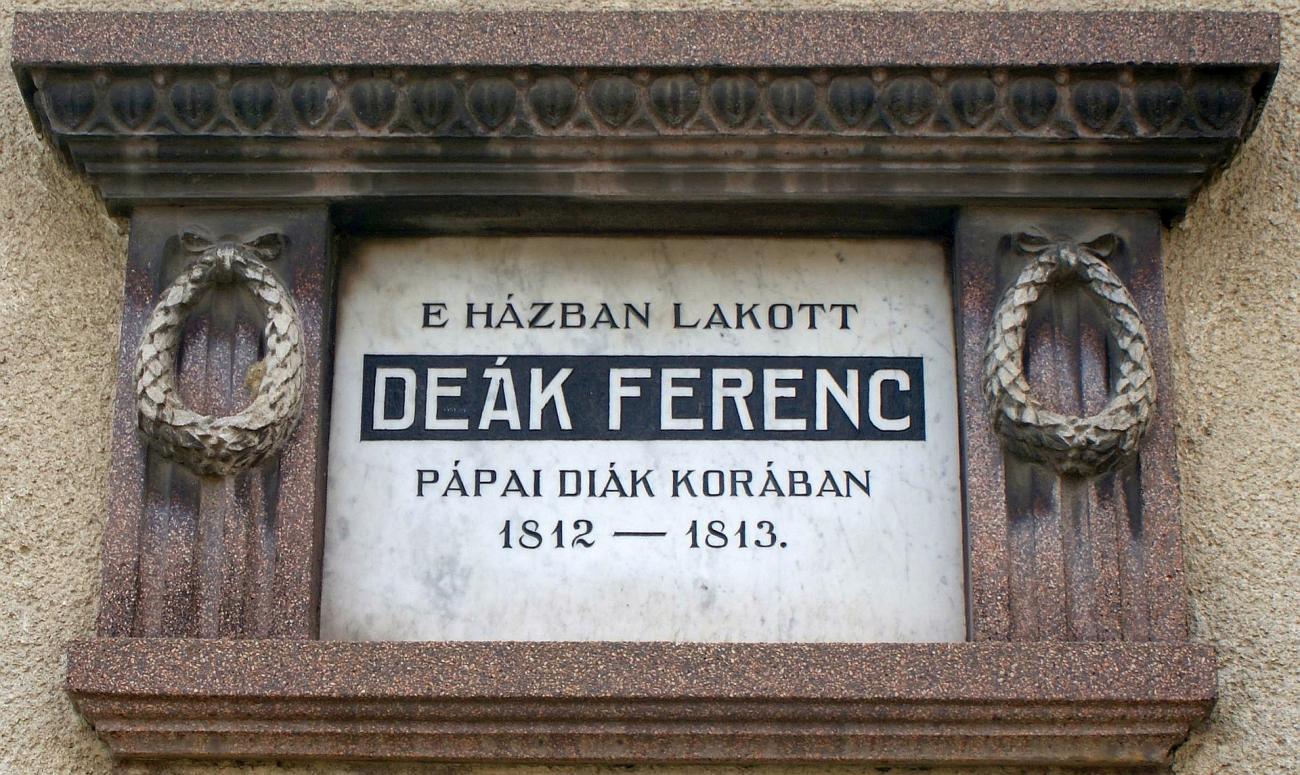 E HÁZBAN LAKOTT
DEÁK FERENC
PÁPAI DIÁK KORÁBAN
1812 — 1813.